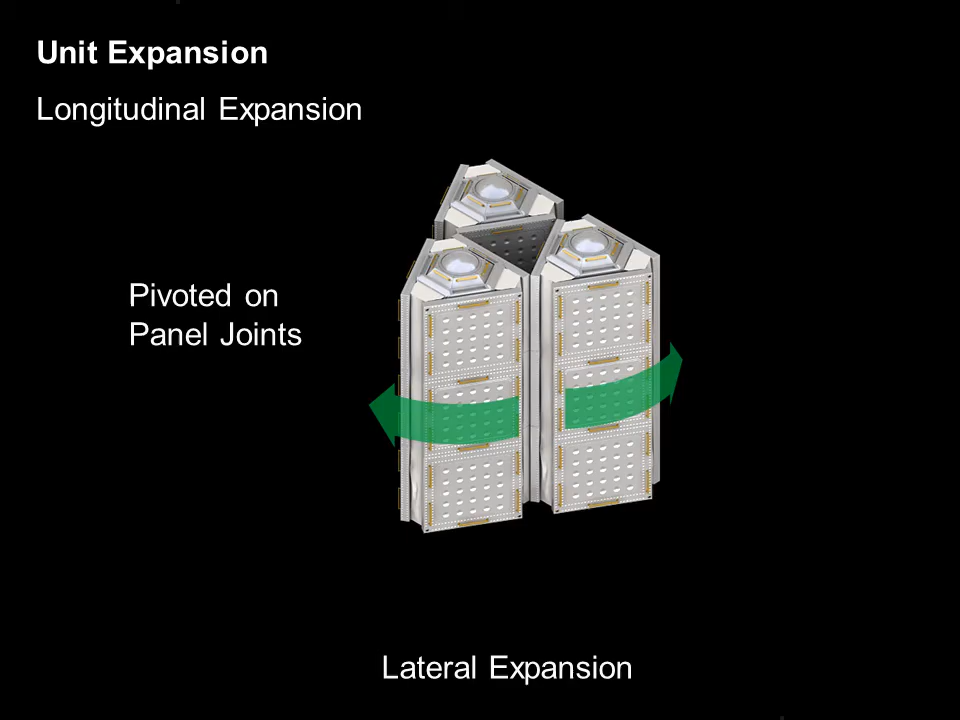 Unit Expansion
Longitudinal Expansion
Pivoted on
Panel Joints
Lateral Expansion